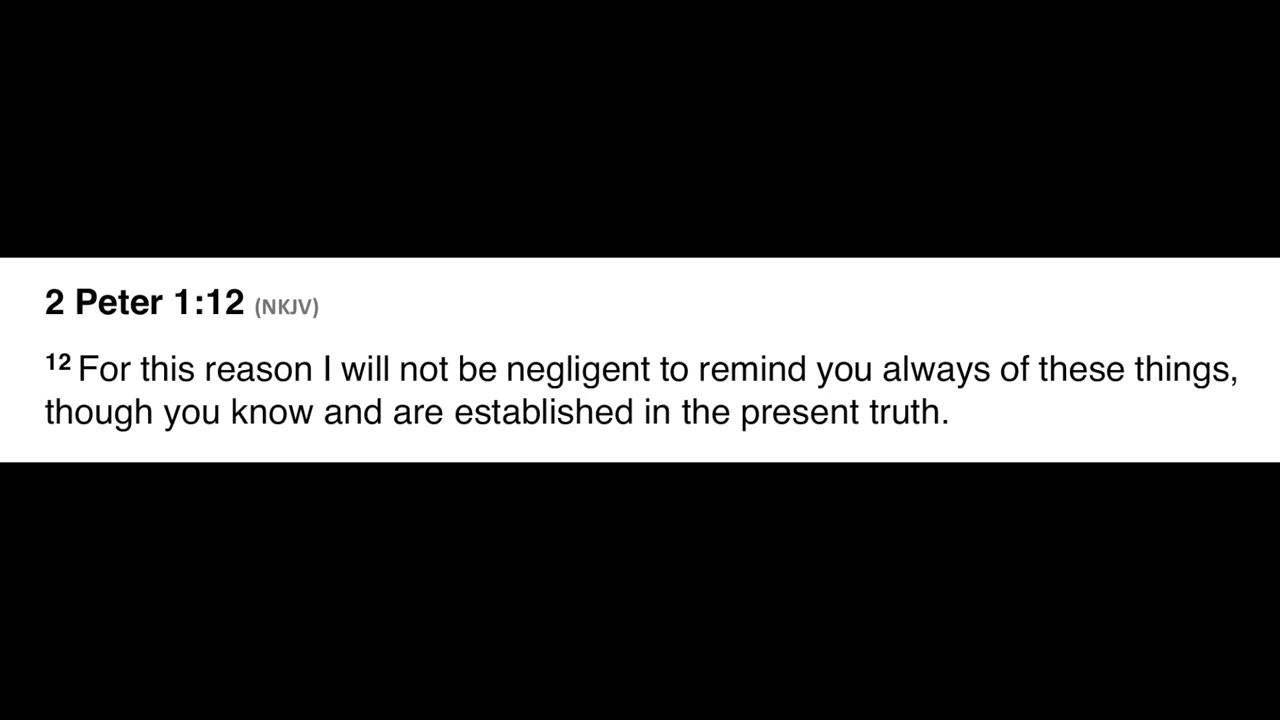 2 Peter 1:12 (NKJV)
12 For this reason I will not be negligent to remind you always of these things,
though you know and are established in the present truth.